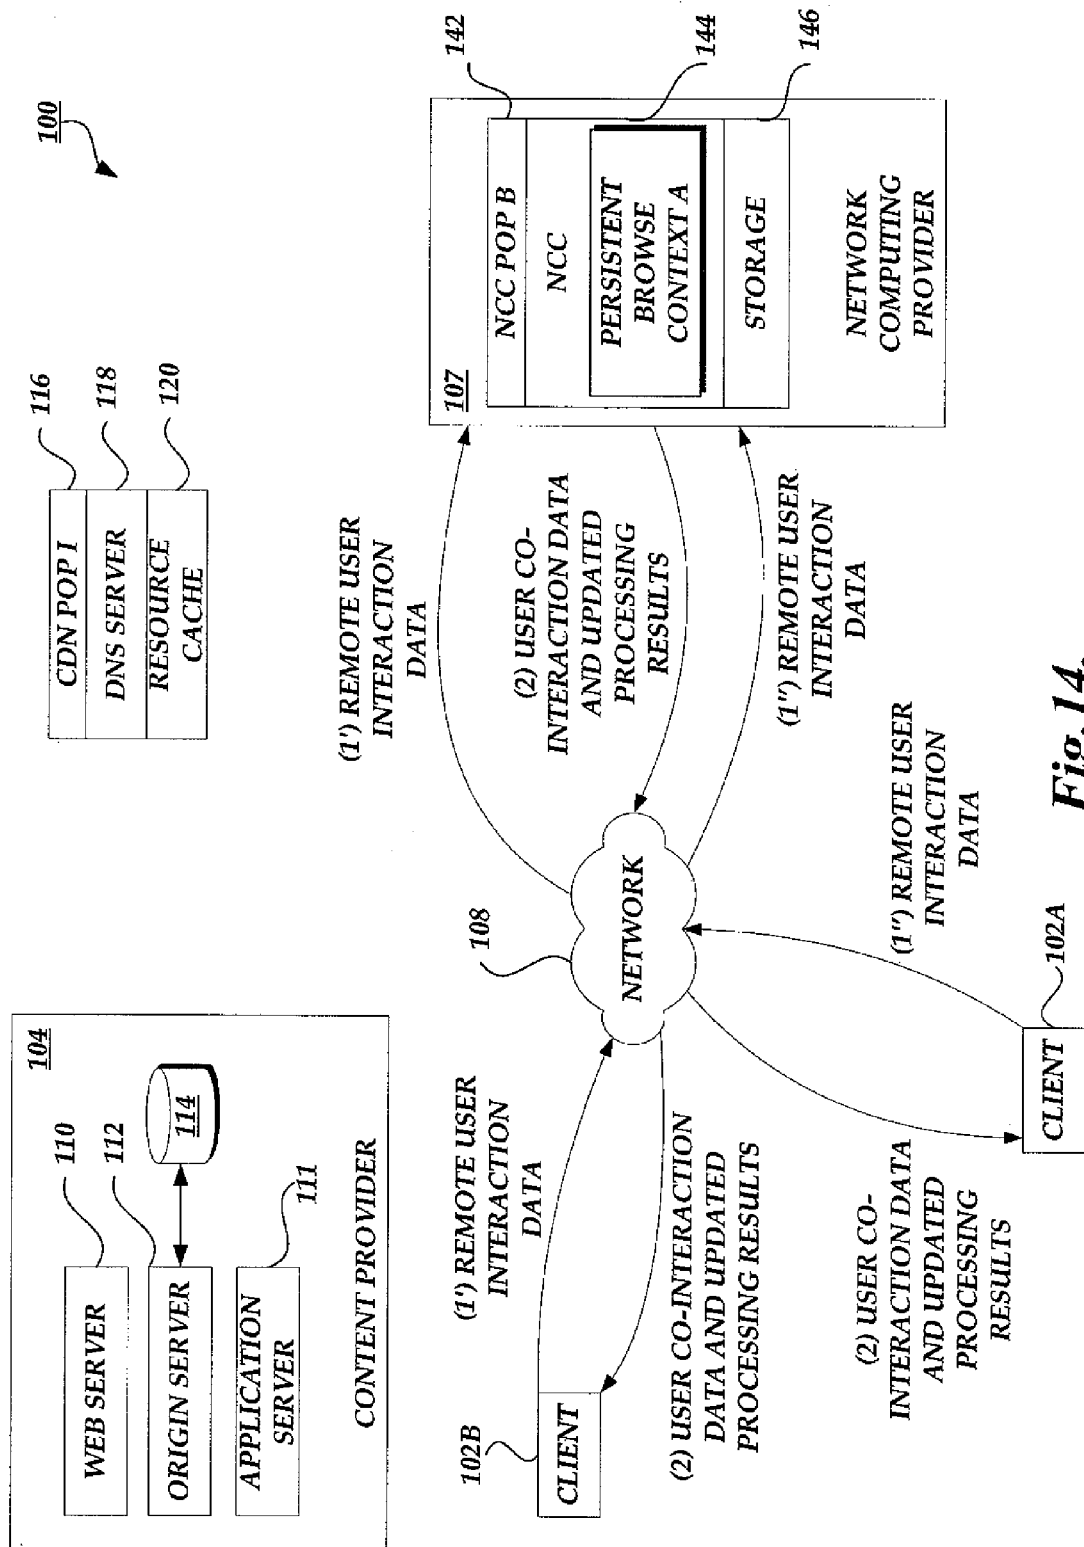 100
104
WEB SERVER
110
ORIGIN SERVER
112
114
APPLICATION
SERVER
111
CONTENT PROVIDER
CDN POP I
116
DNS SERVER
118
RESOURCE
CACHE
120
107
NCC POP B
142
NCC
PERSISTENT
BROWSE
CONTEXT A
144
STORAGE
146
NETWORK
COMPUTING
PROVIDER
(1') REMOTE USER
INTERACTION
DATA
(2) USER CO-
INTERACTION DATA
AND UPDATED
PROCESSING
RESULTS
(1") REMOTE USER
INTERACTION
DATA
108
NETWORK
(1') REMOTE USER
INTERACTION
DATA
102B
CLIENT
(2) USER CO-INTERACTION
DATA AND UPDATED
PROCESSING RESULTS
(1") REMOTE USER
INTERACTION
DATA
102A
CLIENT
(2) USER CO-
INTERACTION DATA
AND UPDATED
PROCESSING
RESULTS
Fig.14.